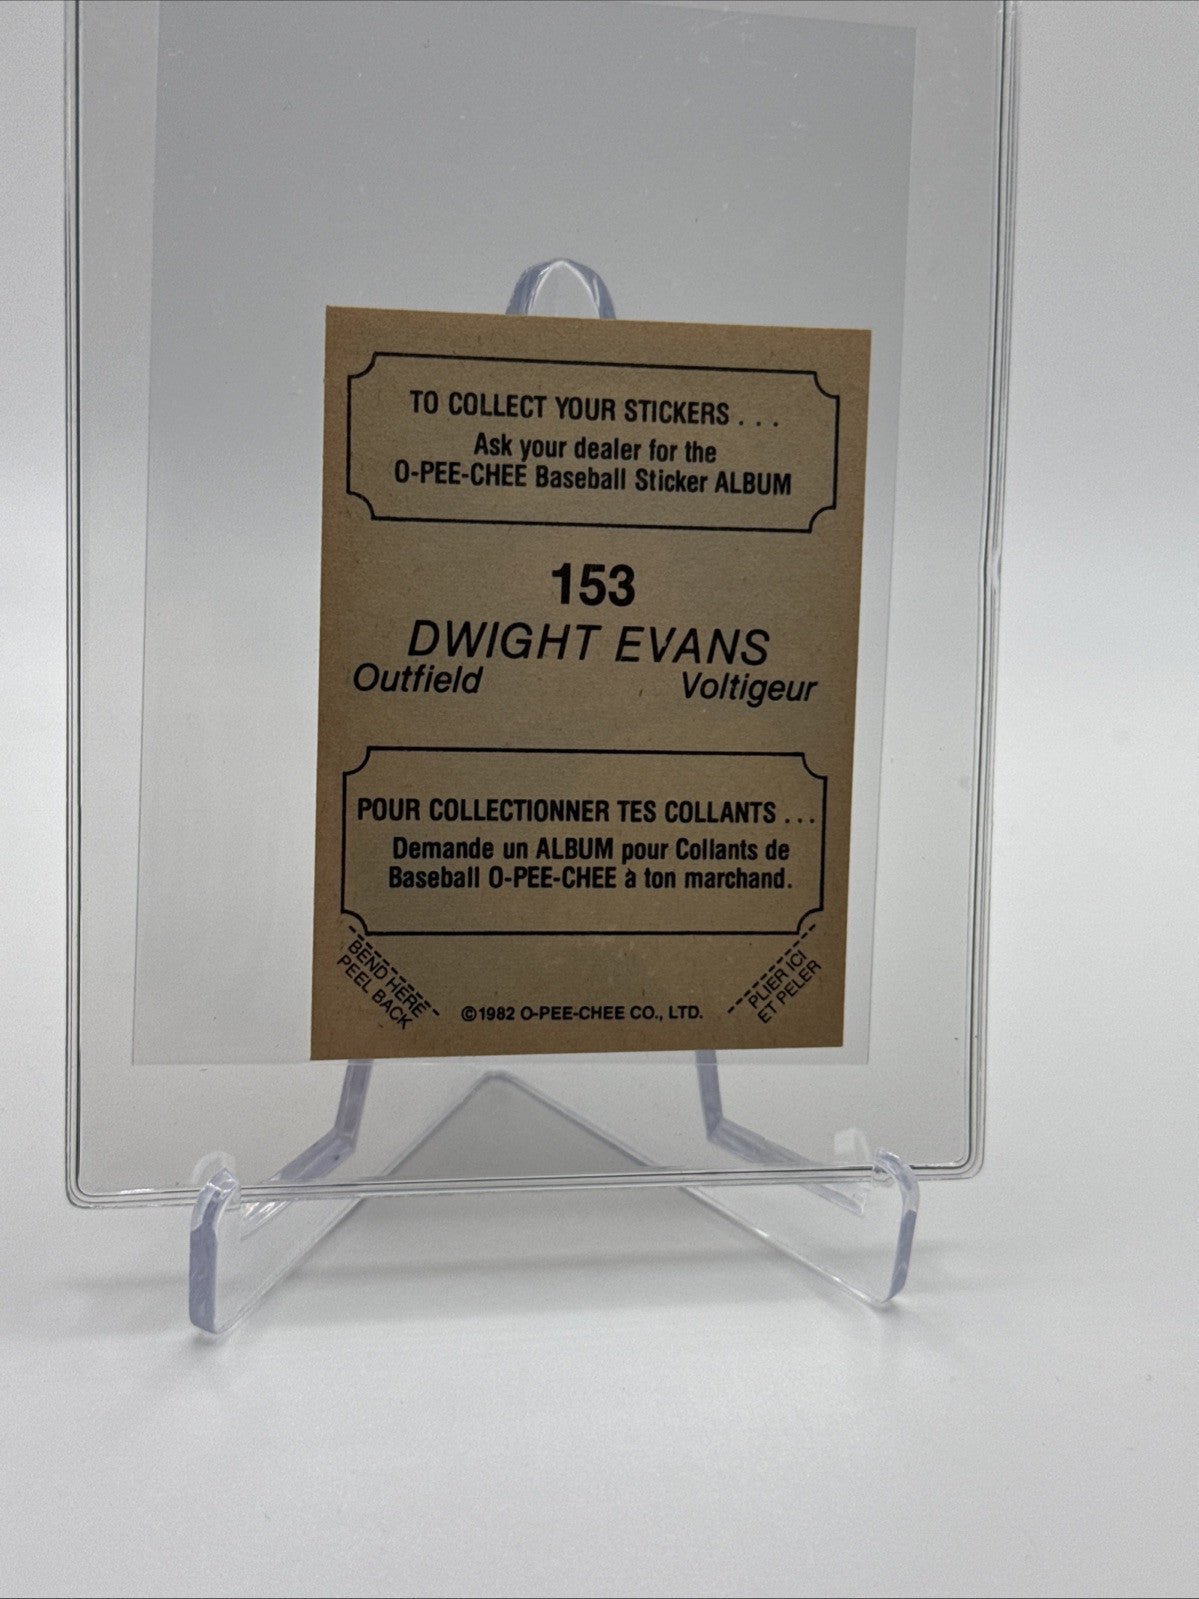 TO COLLECT YOUR STICKERS . . .
Ask your dealer for the
O-PEE-CHEE Baseball Sticker ALBUM
153
DWIGHT EVANS
Outfield Voltigeur
POUR COLLECTIONNER TES COLLANTS . . .
Demande un ALBUM pour Collants de
Baseball O-PEE-CHEE à ton marchand.
BEND HERE
PEEL BACK
©1982 O-PEE-CHEE CO., LTD.
PLIER ICI
ET PELER